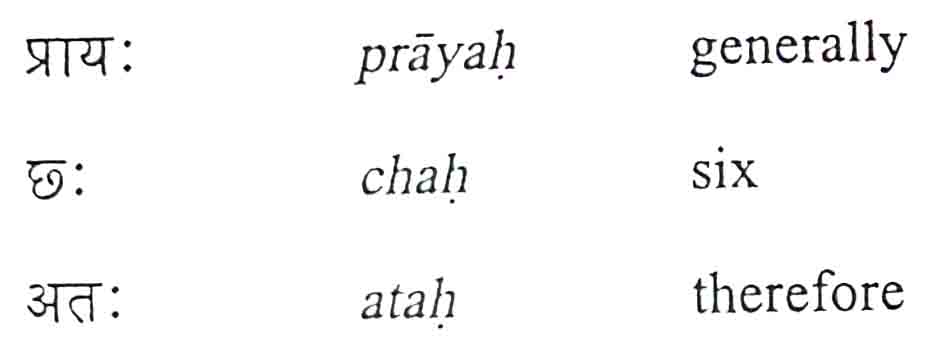 प्रायः prāyaḥ generally
छः chaḥ six
अतः ataḥ therefore